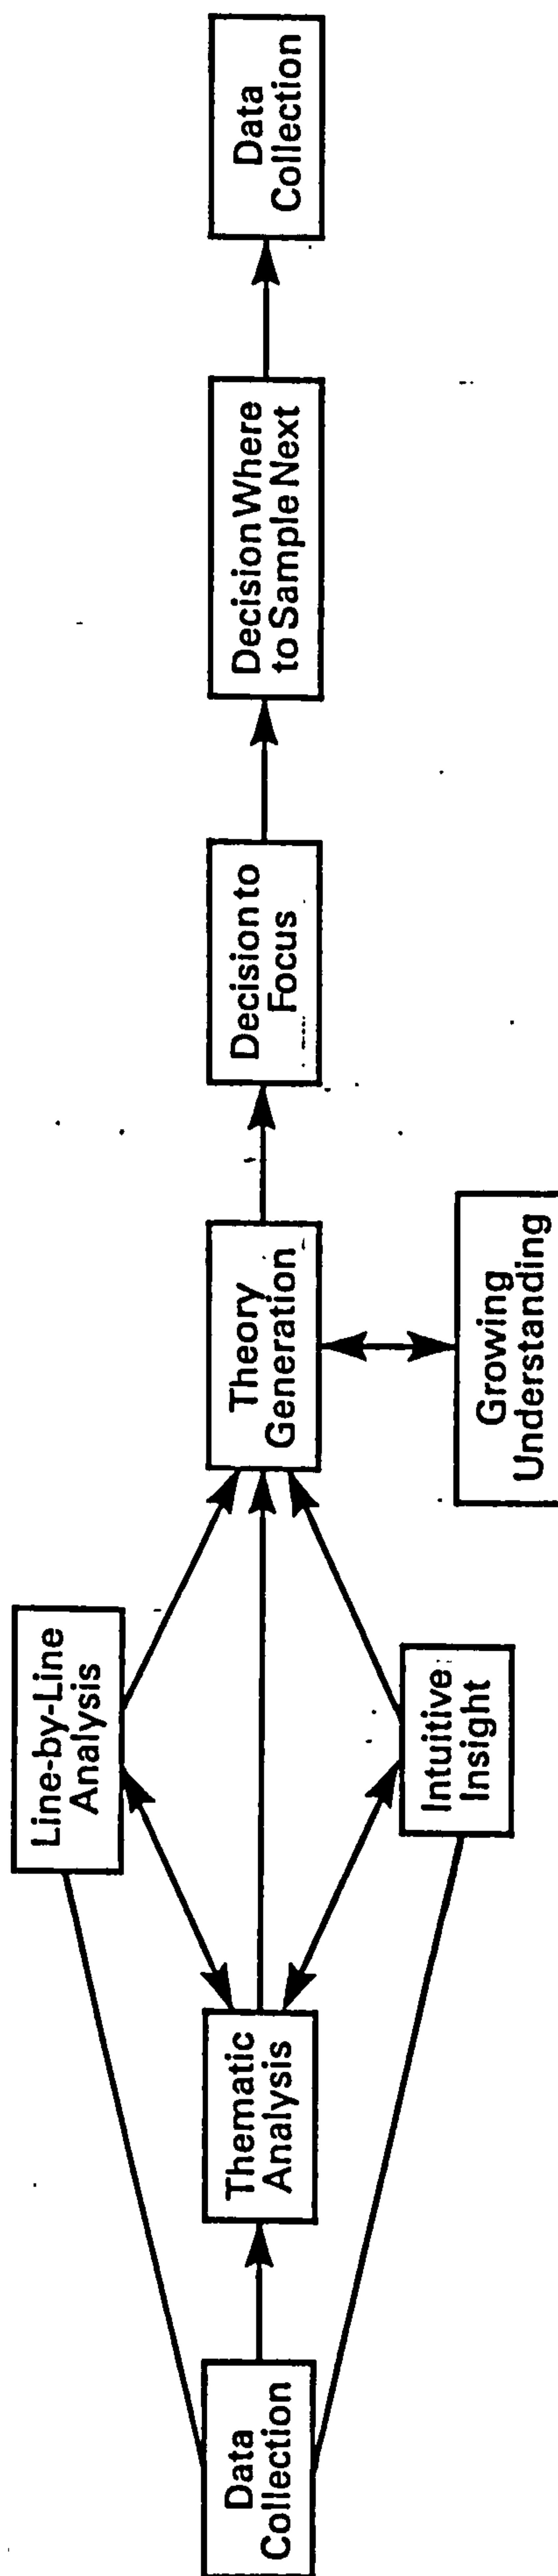 Data
Collection
Thematic
Analysis
Line-by-Line
Analysis
Intuitive
Insight
Theory
Generation
Growing
Understanding
Decision to
Focus
Decision Where
to Sample Next
Data
Collection